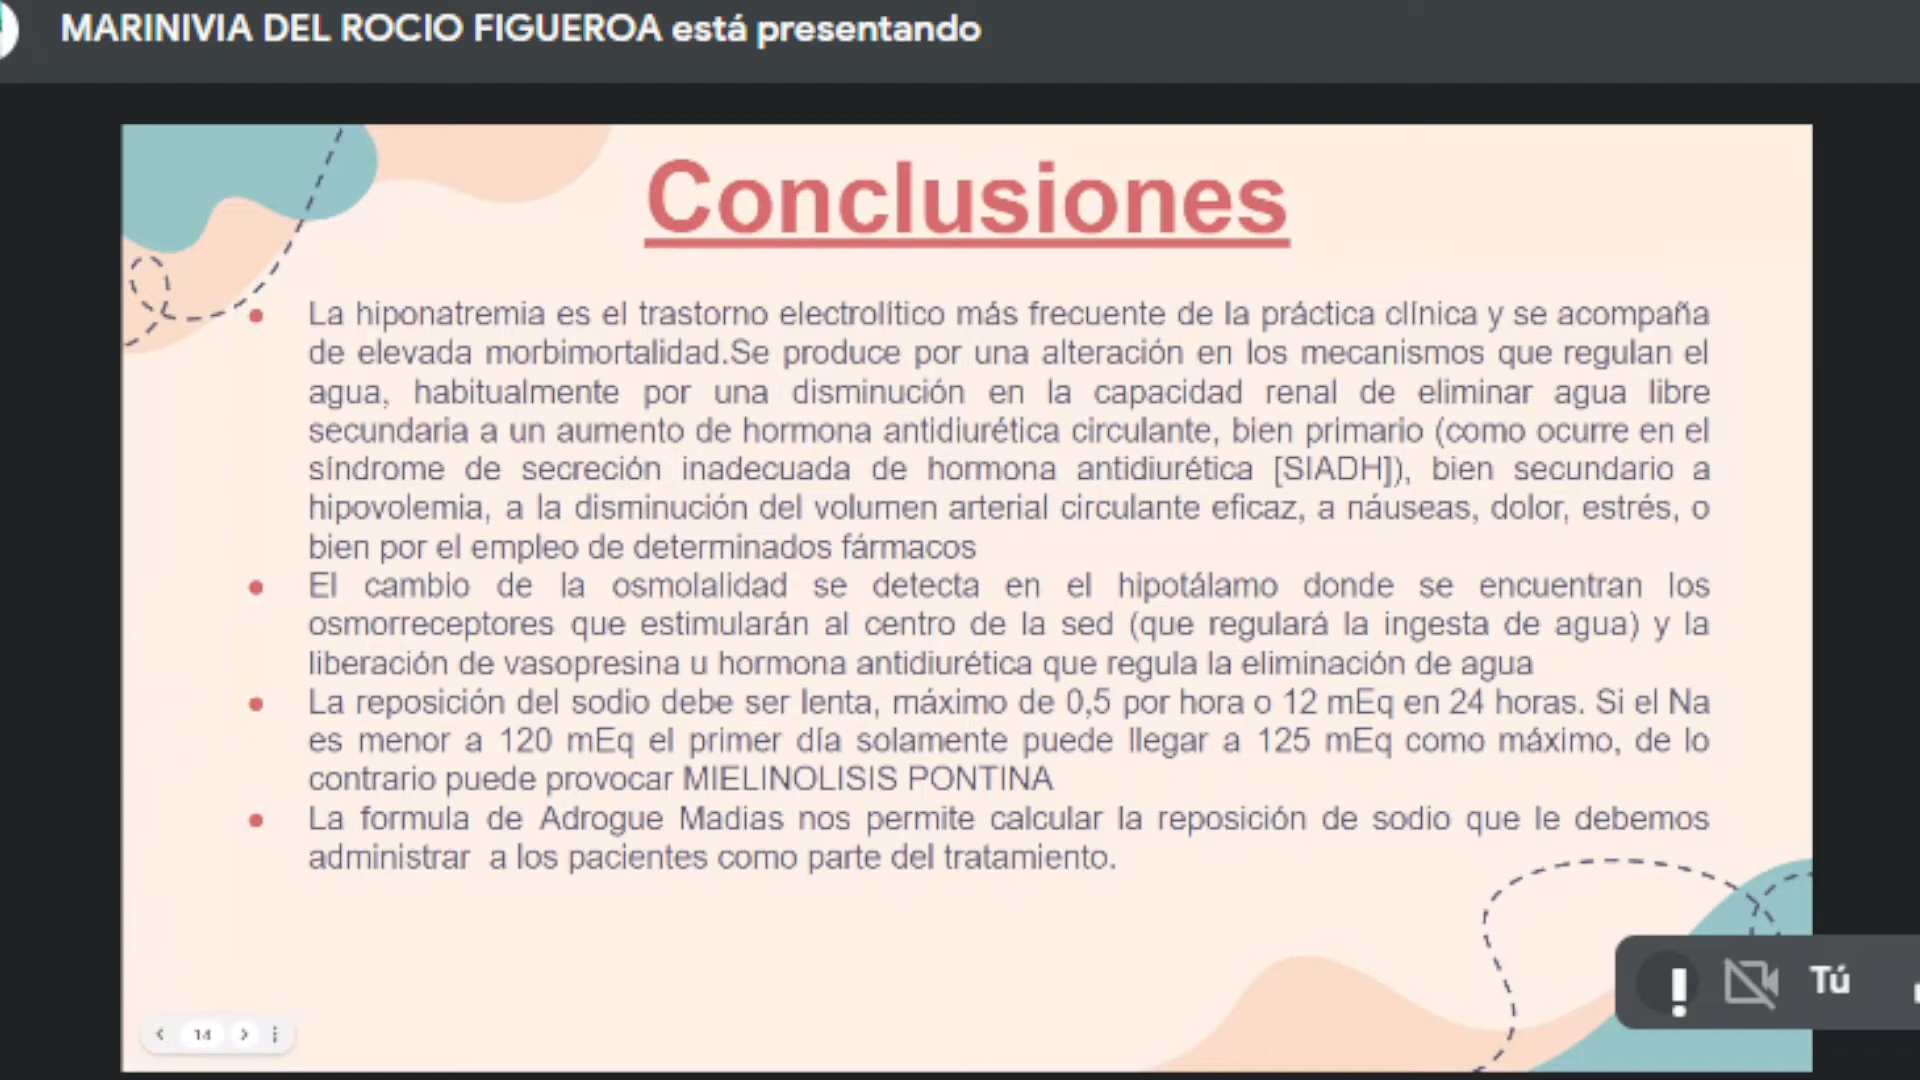 MARINIVIA DEL ROCIO FIGUEROA está presentando
Conclusiones
La hiponatremia es el trastorno electrolítico más frecuente de la práctica clínica y se acompaña
de elevada morbimortalidad.Se produce por una alteración en los mecanismos que regulan el
agua, habitualmente por una disminución en la capacidad renal de eliminar agua libre
secundaria a un aumento de hormona antidiurética circulante, bien primario (como ocurre en el
síndrome de secreción inadecuada de hormona antidiurética [SIADH]), bien secundario a
hipovolemia, a la disminución del volumen arterial circulante eficaz, a náuseas, dolor, estrés, o
bien por el empleo de determinados fármacos
El cambio de la osmolalidad se detecta en el hipotálamo donde se encuentran los
osmorreceptores que estimularán al centro de la sed (que regulará la ingesta de agua) y la
liberación de vasopresina u hormona antidiurética que regula la eliminación de agua
La reposición del sodio debe ser lenta, máximo de 0,5 por hora o 12 mEq en 24 horas. Si el Na
es menor a 120 mEq el primer día solamente puede llegar a 125 mEq como máximo, de lo
contrario puede provocar MIELINOLISIS PONTINA
La formula de Adrogue Madias nos permite calcular la reposición de sodio que le debemos
administrar a los pacientes como parte del tratamiento.
Tú
14